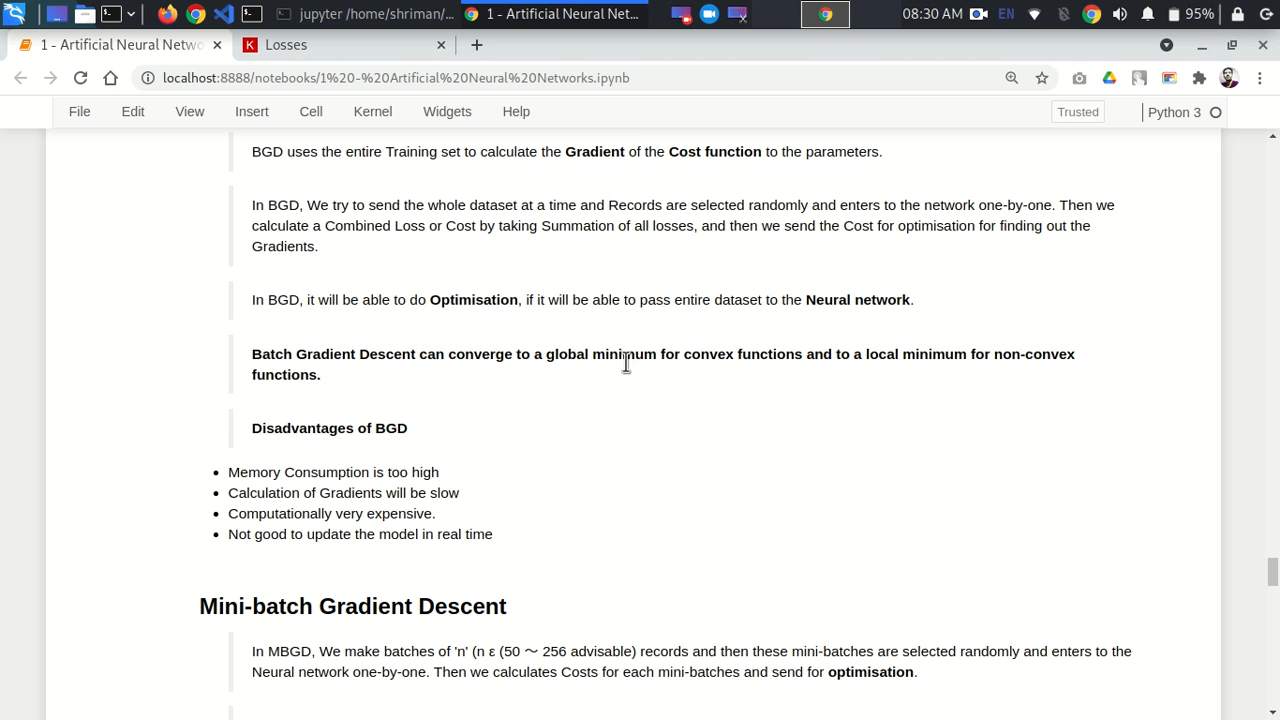 jupyter /home/shriman/...
1 - Artificial Neural Net...
08:30 AM
EN
95%
1 - Artificial Neural Netwo
K Losses
localhost:8888/notebooks/1%20-%20Artificial%20Neural%20Networks.ipynb
File Edit View Insert Cell Kernel Widgets Help
Trusted
Python 3
BGD uses the entire Training set to calculate the Gradient of the Cost function to the parameters.
In BGD, We try to send the whole dataset at a time and Records are selected randomly and enters to the network one-by-one. Then we
calculate a Combined Loss or Cost by taking Summation of all losses, and then we send the Cost for optimisation for finding out the
Gradients.
In BGD, it will be able to do Optimisation, if it will be able to pass entire dataset to the Neural network.
Batch Gradient Descent can converge to a global minimum for convex functions and to a local minimum for non-convex
functions.
Disadvantages of BGD
• Memory Consumption is too high
• Calculation of Gradients will be slow
• Computationally very expensive.
• Not good to update the model in real time
Mini-batch Gradient Descent
In MBGD, We make batches of 'n' (n ε (50 ～ 256 advisable) records and then these mini-batches are selected randomly and enters to the
Neural network one-by-one. Then we calculates Costs for each mini-batches and send for optimisation.